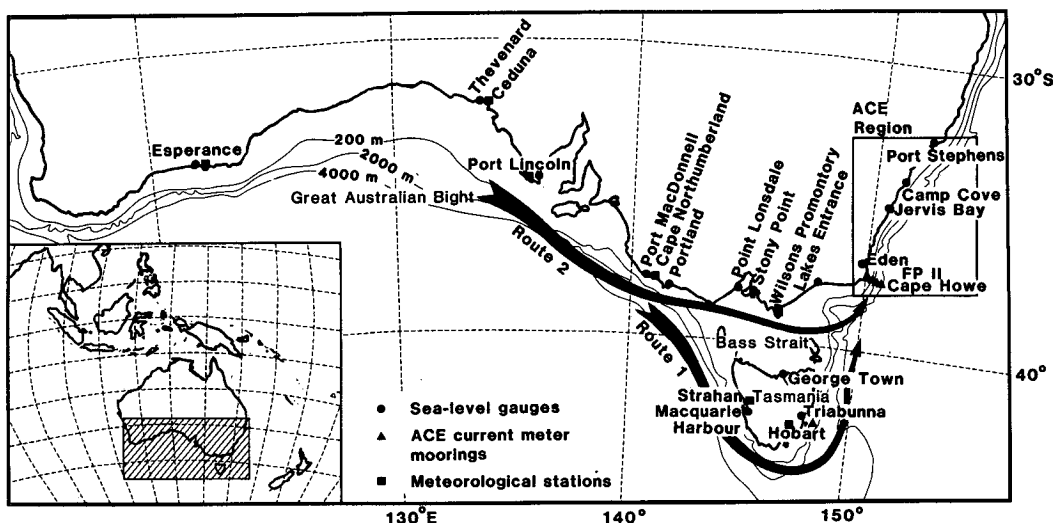 30°S
40°
130°E
140°
150°
ACE
Region
Thevenard
Ceduna
Esperance
200 m
2000 m
4000 m
Great Australian Bight
Port Lincoln
Route 2
Port MacDonnell
Cape Northumberland
Portland
Point Lonsdale
Stony Point
Wilsons Promontory
Lakes Entrance
Port Stephens
Camp Cove
Jervis Bay
Eden
FP II
Cape Howe
Route 1
Bass Strait
George Town
Strahan
Tasmania
Macquarie
Harbour
Triabunna
Hobart
Sea-level gauges
ACE current meter
moorings
Meteorological stations